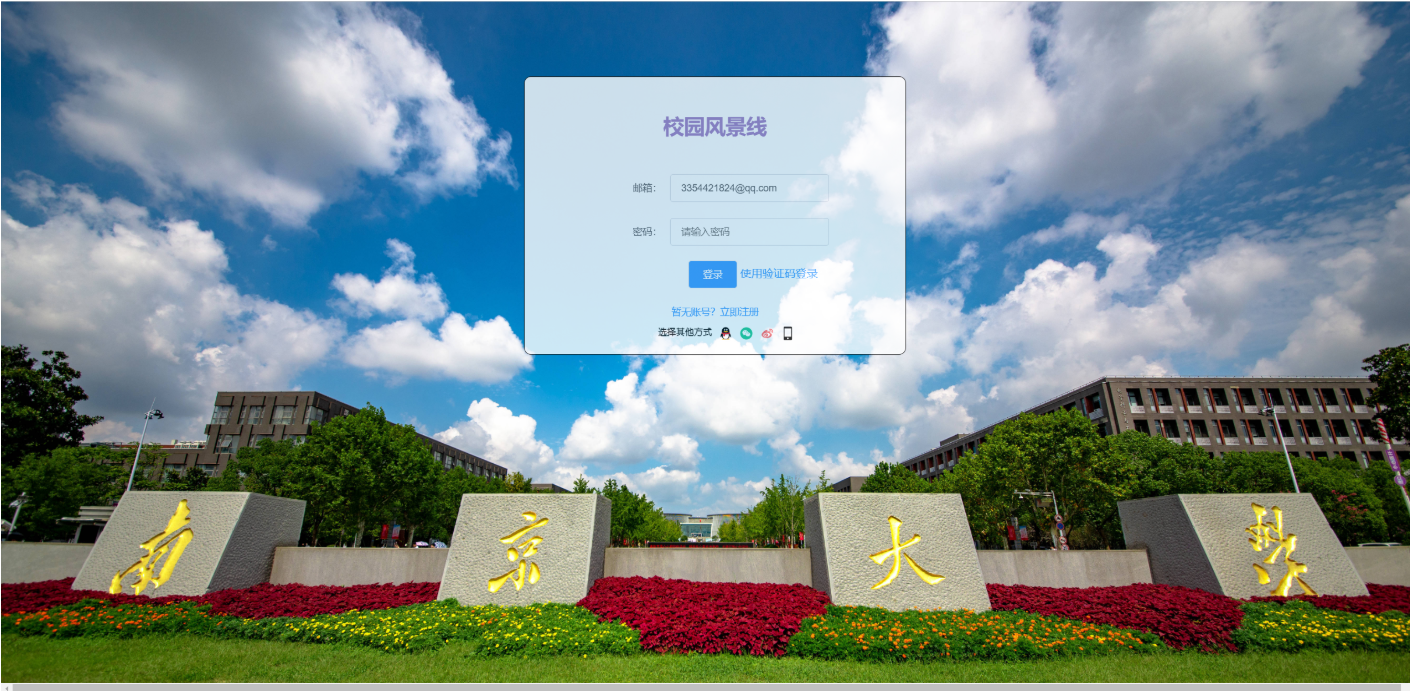 校园风景线
邮箱： 3354421824@qq.com
密码： 请输入密码
登录 使用验证码登录
暂无账号？立即注册
选择其他方式
南京大學